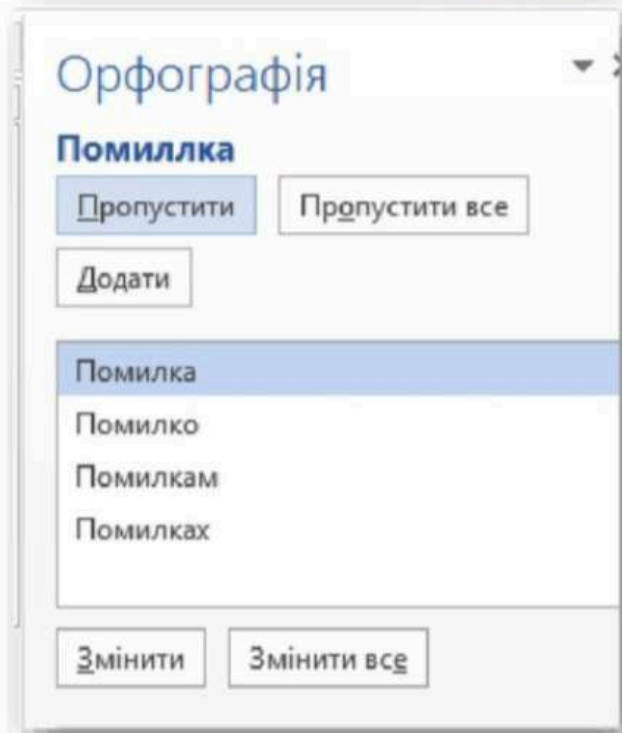 Орфографія
Помиллка
Пропустити Пропустити все
Додати
Помилка
Помилко
Помилкам
Помилках
Змінити Змінити все